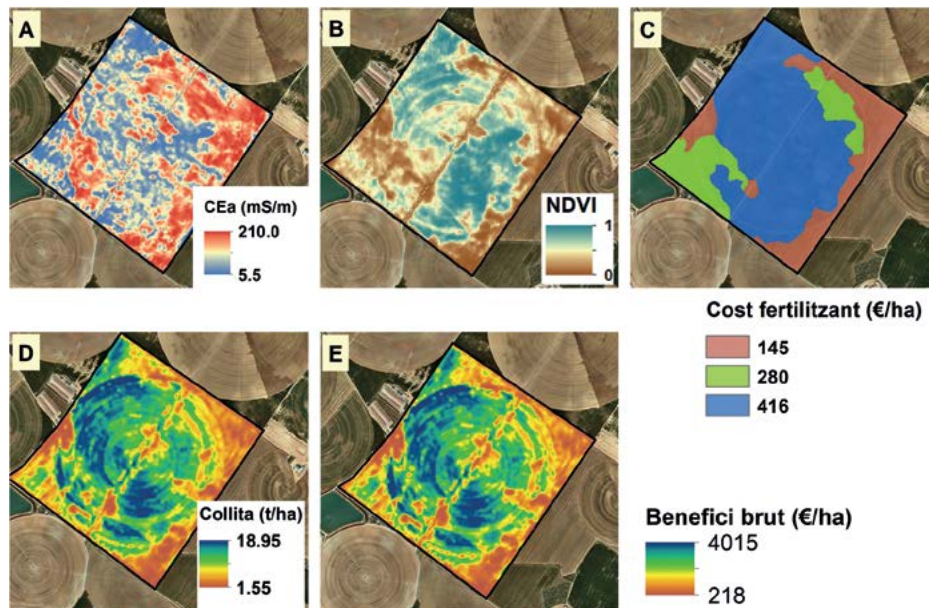 A
B
C
CEa (mS/m)
210.0
5.5
NDVI
1
0
Cost fertilitzant (€/ha)
145
280
416
D
E
Collita (t/ha)
18.95
1.55
Benefici brut (€/ha)
4015
218